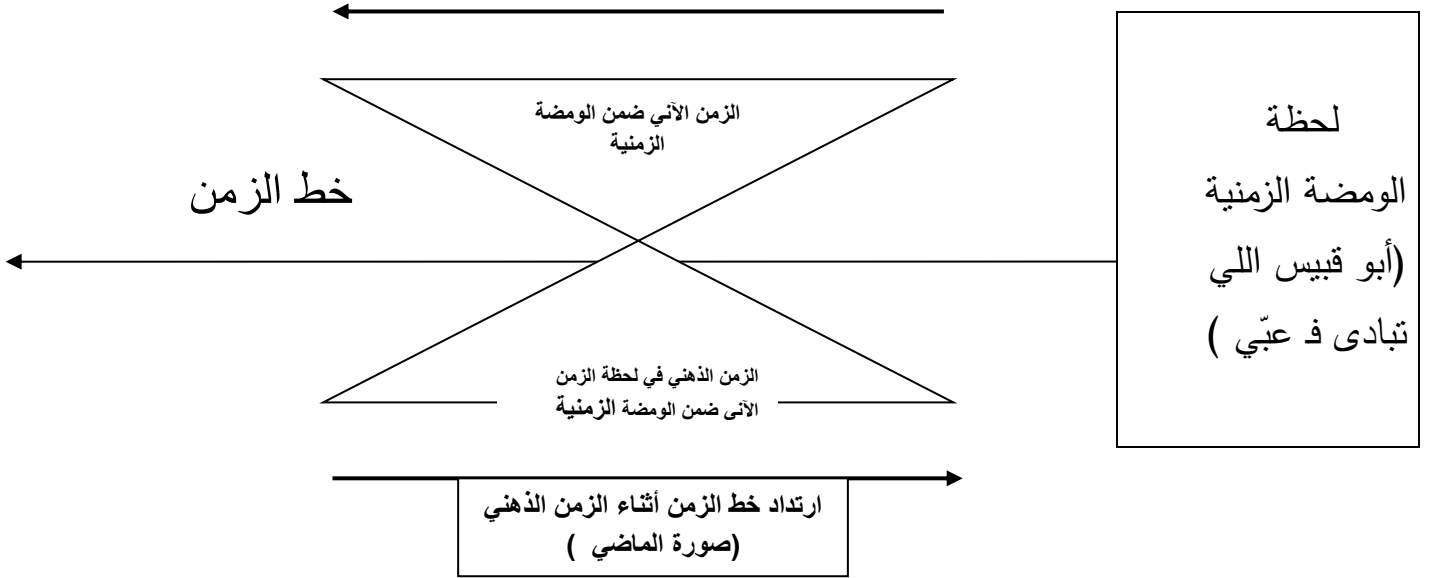 لحظة
الومضة الزمنية
(أبو قبيس اللي
تبادى فـ عبّي )
الزمن الآني ضمن الومضة
الزمنية
خط الزمن
الزمن الذهني في لحظة الزمن
الآنى ضمن الومضة الزمنية
ارتداد خط الزمن أثناء الزمن الذهني
(صورة الماضي )